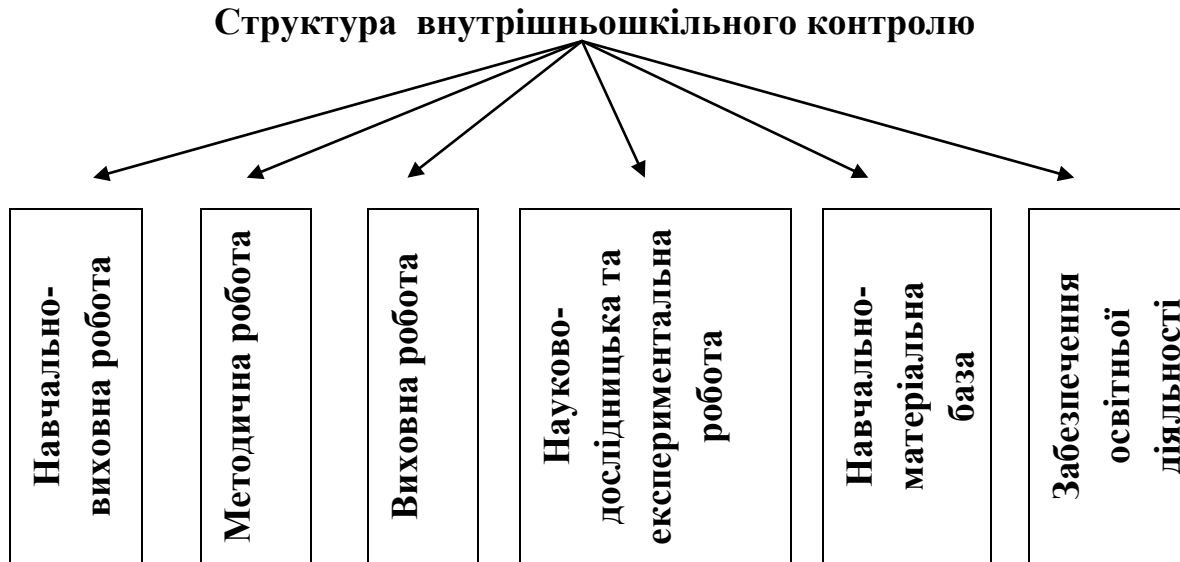 Структура внутрішньошкільного контролю
Навчально-
виховна робота
Методична робота
Виховна робота
Науково-
дослідницька та
експериментальна
робота
Навчально-
матеріальна
база
Забезпечення
освітньої
діяльності